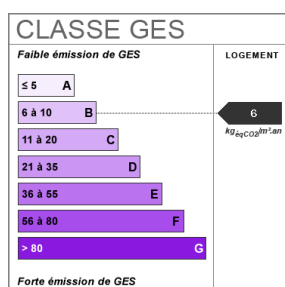 CLASSE GES
Faible émission de GES
LOGEMENT
≤ 5 A
6 à 10 B
6
kgéqCO2/m².an
11 à 20 C
21 à 35 D
36 à 55 E
56 à 80 F
> 80 G
Forte émission de GES